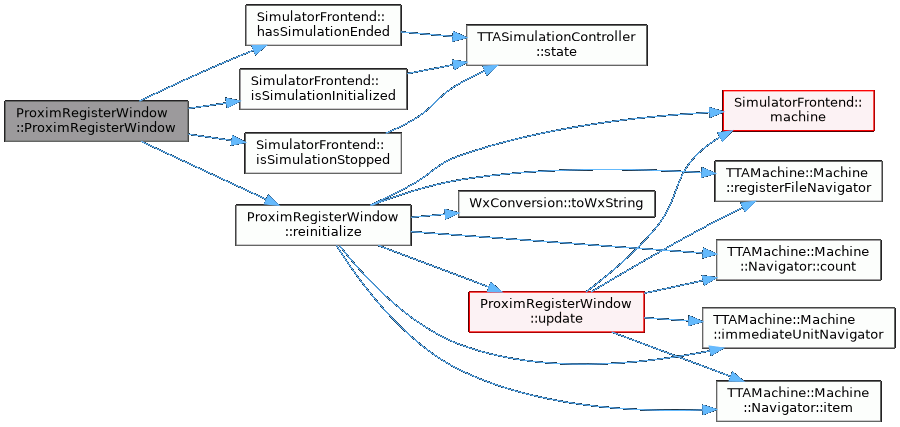 SimulatorFrontend::
hasSimulationEnded
TTASimulationController
::state
SimulatorFrontend::
isSimulationInitialized
ProximRegisterWindow
::ProximRegisterWindow
SimulatorFrontend::
machine
SimulatorFrontend::
isSimulationStopped
TTAMachine::Machine
::registerFileNavigator
WxConversion::toWxString
ProximRegisterWindow
::reinitialize
TTAMachine::Machine
::Navigator::count
ProximRegisterWindow
::update
TTAMachine::Machine
::immediateUnitNavigator
TTAMachine::Machine
::Navigator::item